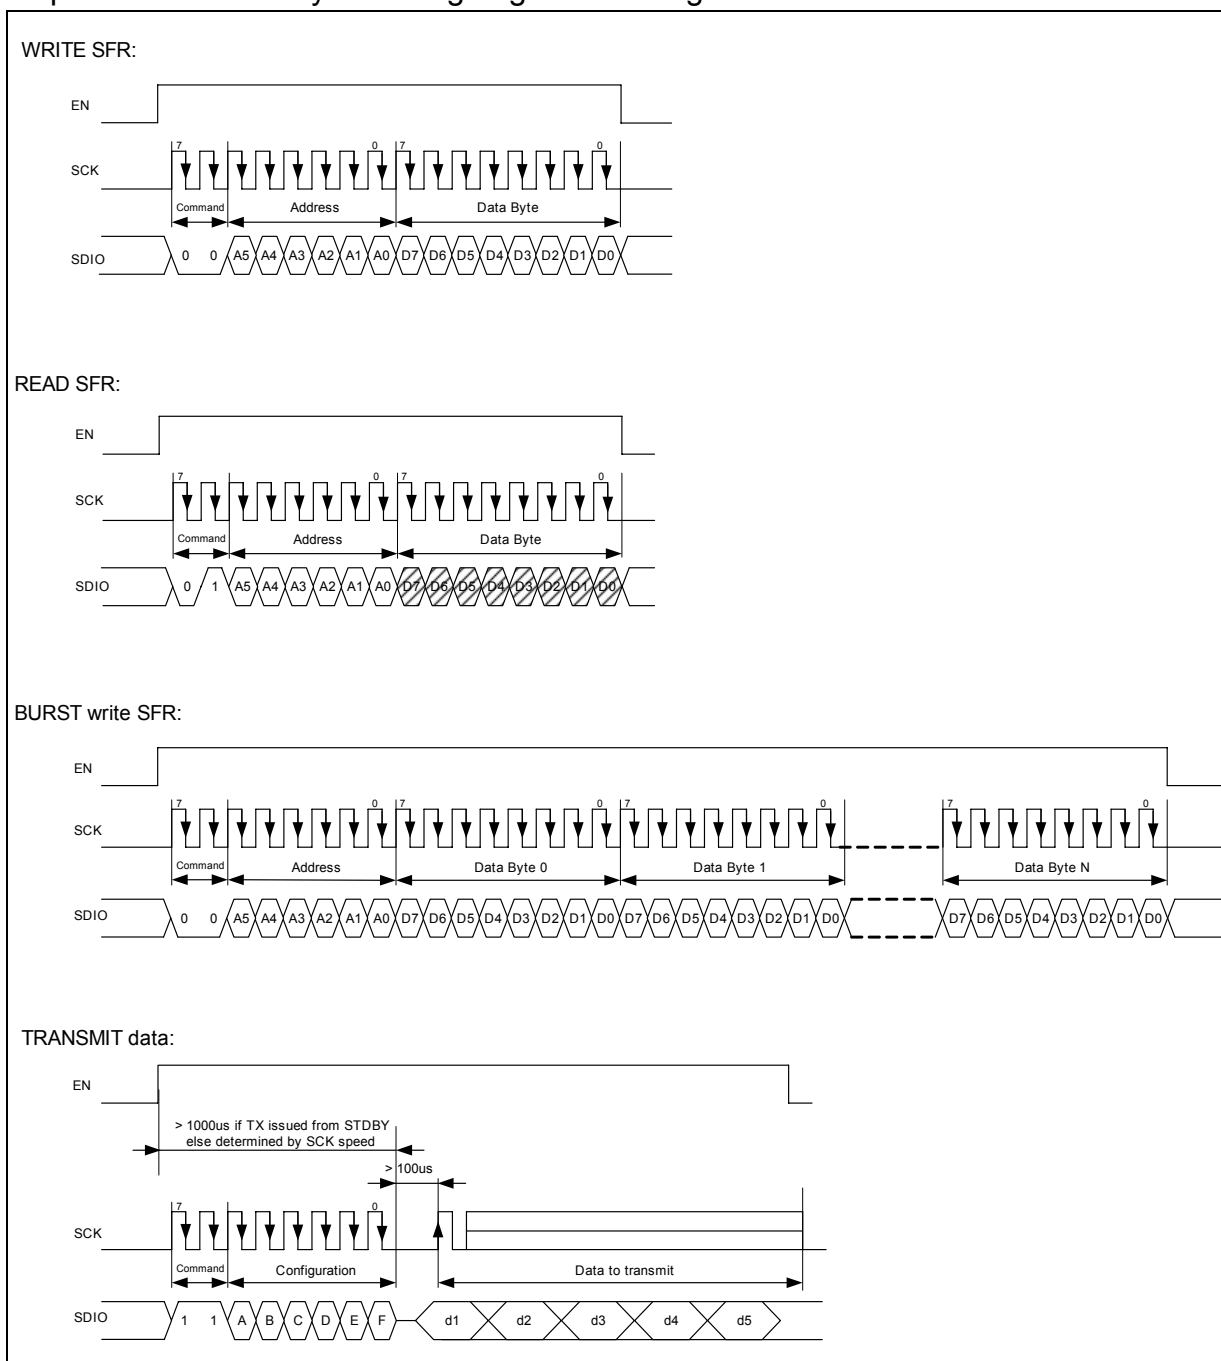 WRITE SFR:
EN
7 0 7 0
SCK
Command Address Data Byte
SDIO 0 0 A5 A4 A3 A2 A1 A0 D7 D6 D5 D4 D3 D2 D1 D0
READ SFR:
EN
7 0 7 0
SCK
Command Address Data Byte
SDIO 0 1 A5 A4 A3 A2 A1 A0 D7 D6 D5 D4 D3 D2 D1 D0
BURST write SFR:
EN
7 0 7 0 7 0 7 0
SCK
Command Address Data Byte 0 Data Byte 1 Data Byte N
SDIO 0 0 A5 A4 A3 A2 A1 A0 D7 D6 D5 D4 D3 D2 D1 D0 D7 D6 D5 D4 D3 D2 D1 D0 D7 D6 D5 D4 D3 D2 D1 D0
TRANSMIT data:
EN
> 1000us if TX issued from STDBY
else determined by SCK speed
> 100us
7 0
SCK
Command Configuration Data to transmit
SDIO 1 1 A B C D E F d1 d2 d3 d4 d5